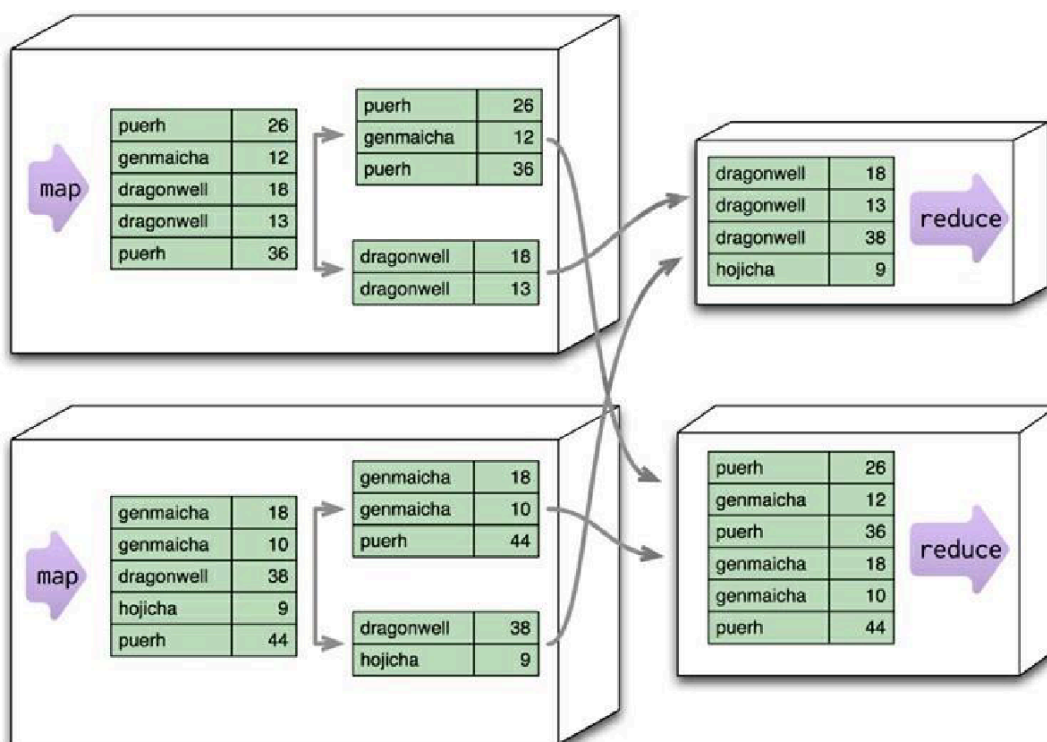 map
puerh 26
genmaicha 12
dragonwell 18
dragonwell 13
puerh 36
puerh 26
genmaicha 12
puerh 36
dragonwell 18
dragonwell 13
dragonwell 18
dragonwell 13
dragonwell 38
hojicha 9
reduce
map
genmaicha 18
genmaicha 10
dragonwell 38
hojicha 9
puerh 44
genmaicha 18
genmaicha 10
puerh 44
dragonwell 38
hojicha 9
puerh 26
genmaicha 12
puerh 36
genmaicha 18
genmaicha 10
puerh 44
reduce